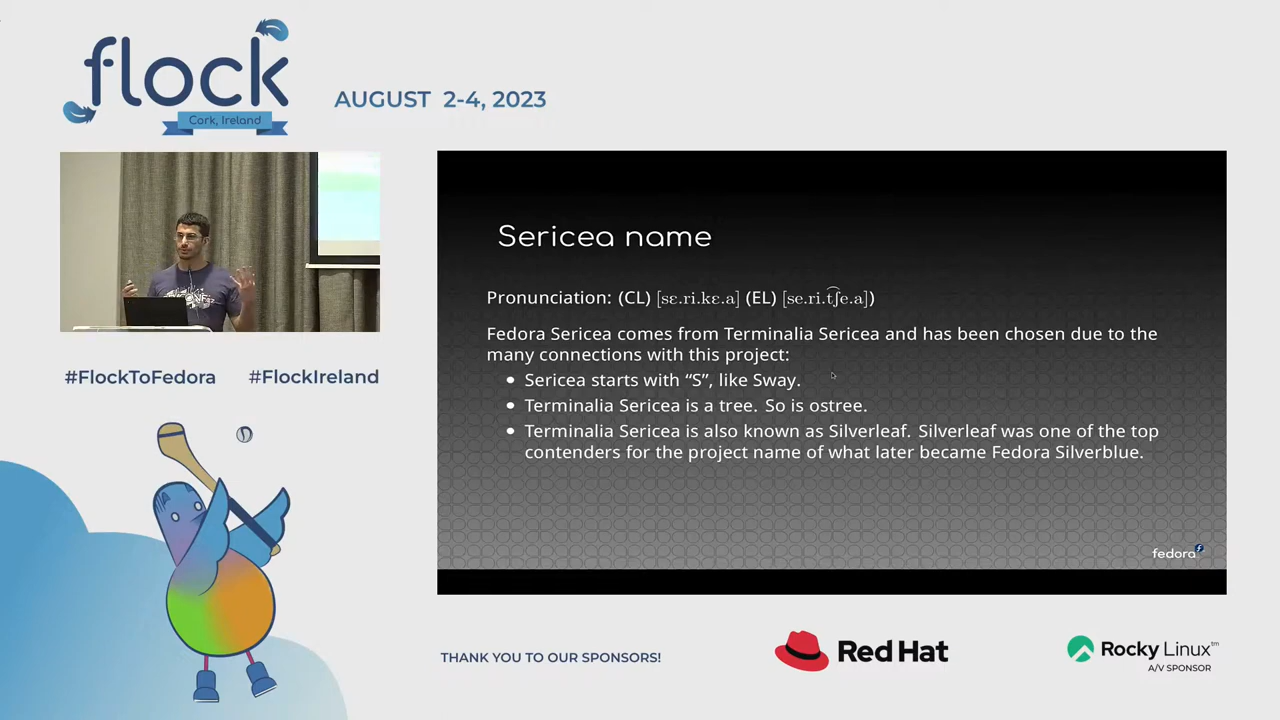 flock
Cork, Ireland
AUGUST 2-4, 2023
#FlockToFedora #FlockIreland
Sericea name
Pronunciation: (CL) [sɛ.ri.kɛ.a] (EL) [se.ri.t͡ʃe.a])
Fedora Sericea comes from Terminalia Sericea and has been chosen due to the
many connections with this project:
• Sericea starts with “S”, like Sway.
• Terminalia Sericea is a tree. So is ostree.
• Terminalia Sericea is also known as Silverleaf. Silverleaf was one of the top
contenders for the project name of what later became Fedora Silverblue.
fedora
THANK YOU TO OUR SPONSORS!
Red Hat
Rocky Linux™
A/V SPONSOR